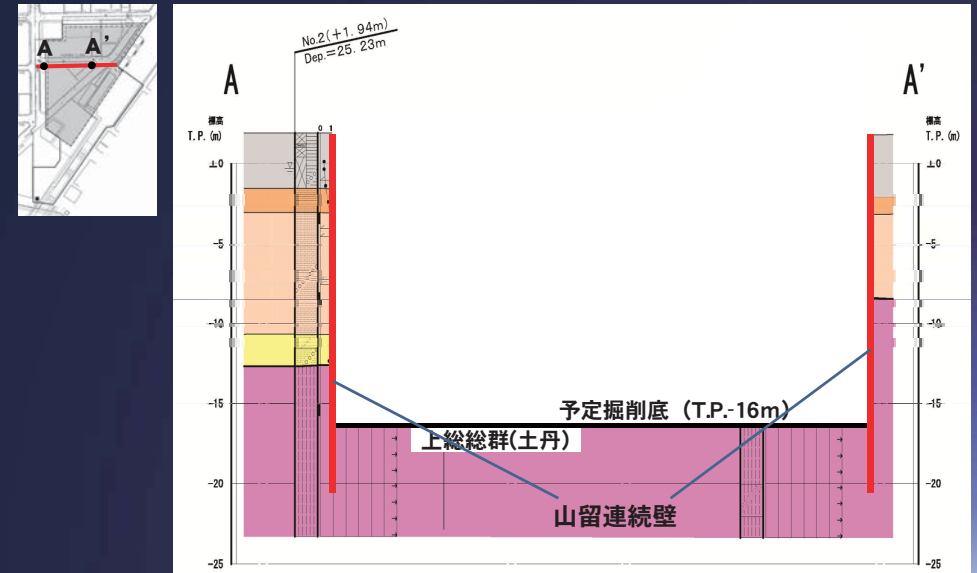 A A'
No.2(+1.94m)
Dep.=25.23m
A
A'
標高
T.P.(m)
標高
T.P.(m)
0 1
±0
±0
-5
-5
-10
-10
-15
-15
予定掘削底（T.P.-16m）
上総総群(土丹)
-20
-20
山留連続壁
-25
-25